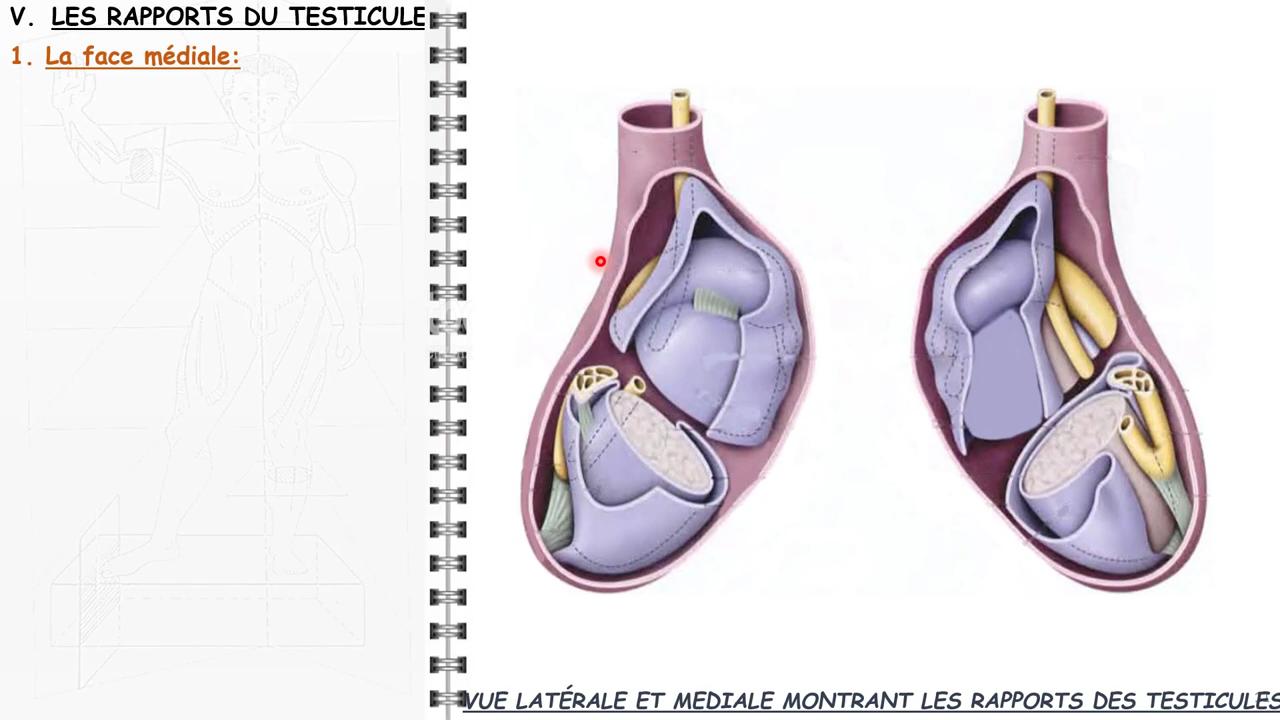 V. LES RAPPORTS DU TESTICULE
1. La face médiale:
VUE LATÉRALE ET MEDIALE MONTRANT LES RAPPORTS DES TESTICULES